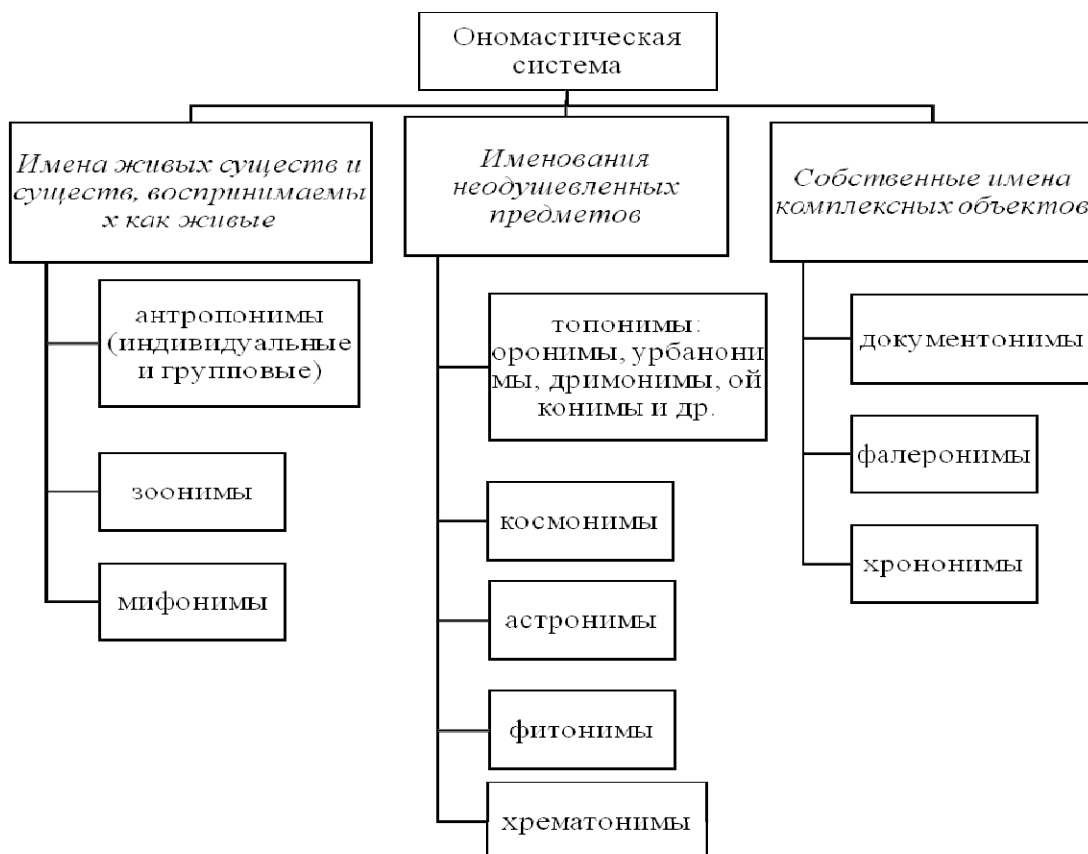 Ономастическая
система
Имена живых существ и
существ, воспринимаемы
х как живые
антропонимы
(индивидуальные
и групповые)
зоонимы
мифонимы
Именования
неодушевленных
предметов
топонимы:
оронимы, урбанони
мы, дримонимы, ой
конимы и др.
космонимы
астронимы
фитонимы
хрематонимы
Собственные имена
комплексных объектов
документонимы
фалеронимы
хрононимы